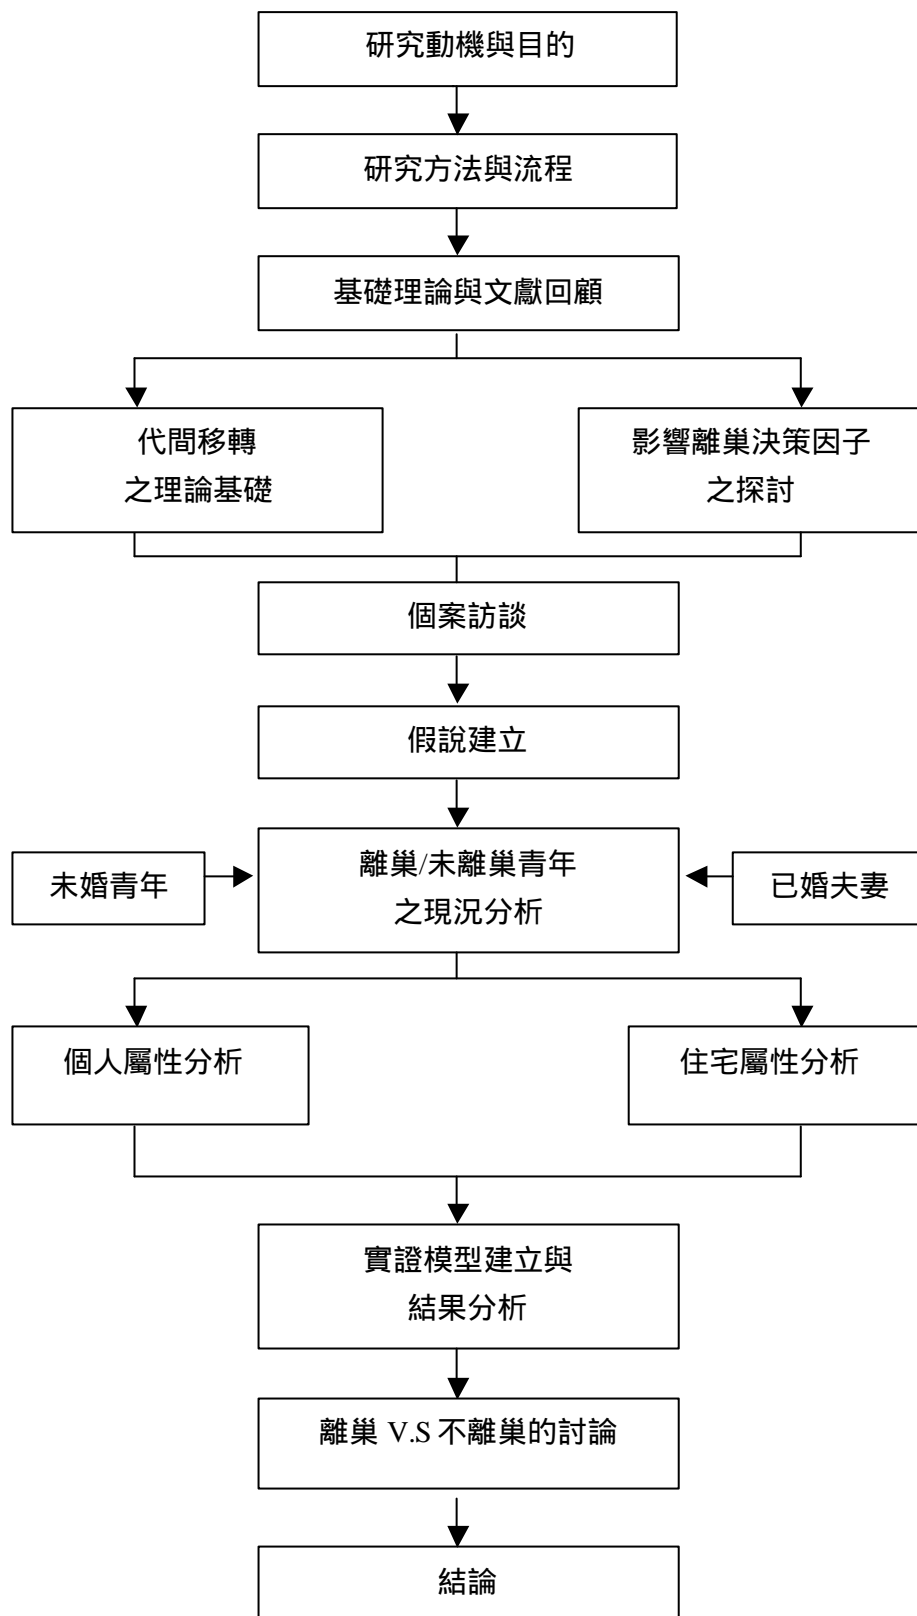 研究動機與目的
研究方法與流程
基礎理論與文獻回顧
代間移轉
之理論基礎
影響離巢決策因子
之探討
個案訪談
假說建立
未婚青年
離巢/未離巢青年
之現況分析
已婚夫妻
個人屬性分析
住宅屬性分析
實證模型建立與
結果分析
離巢 V.S 不離巢的討論
結論